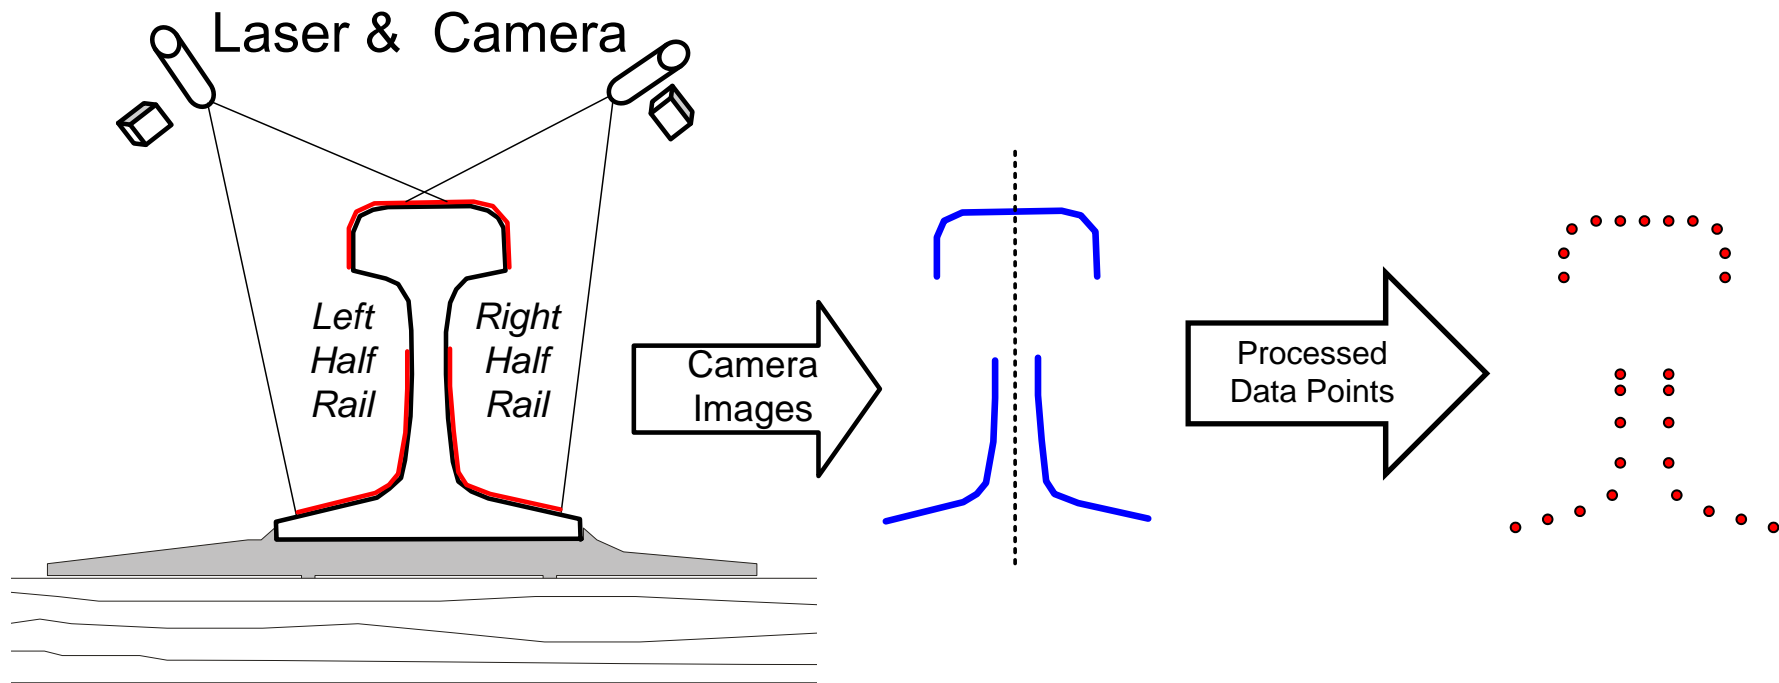 Laser & Camera
Left
Half
Rail
Right
Half
Rail
Camera
Images
Processed
Data Points